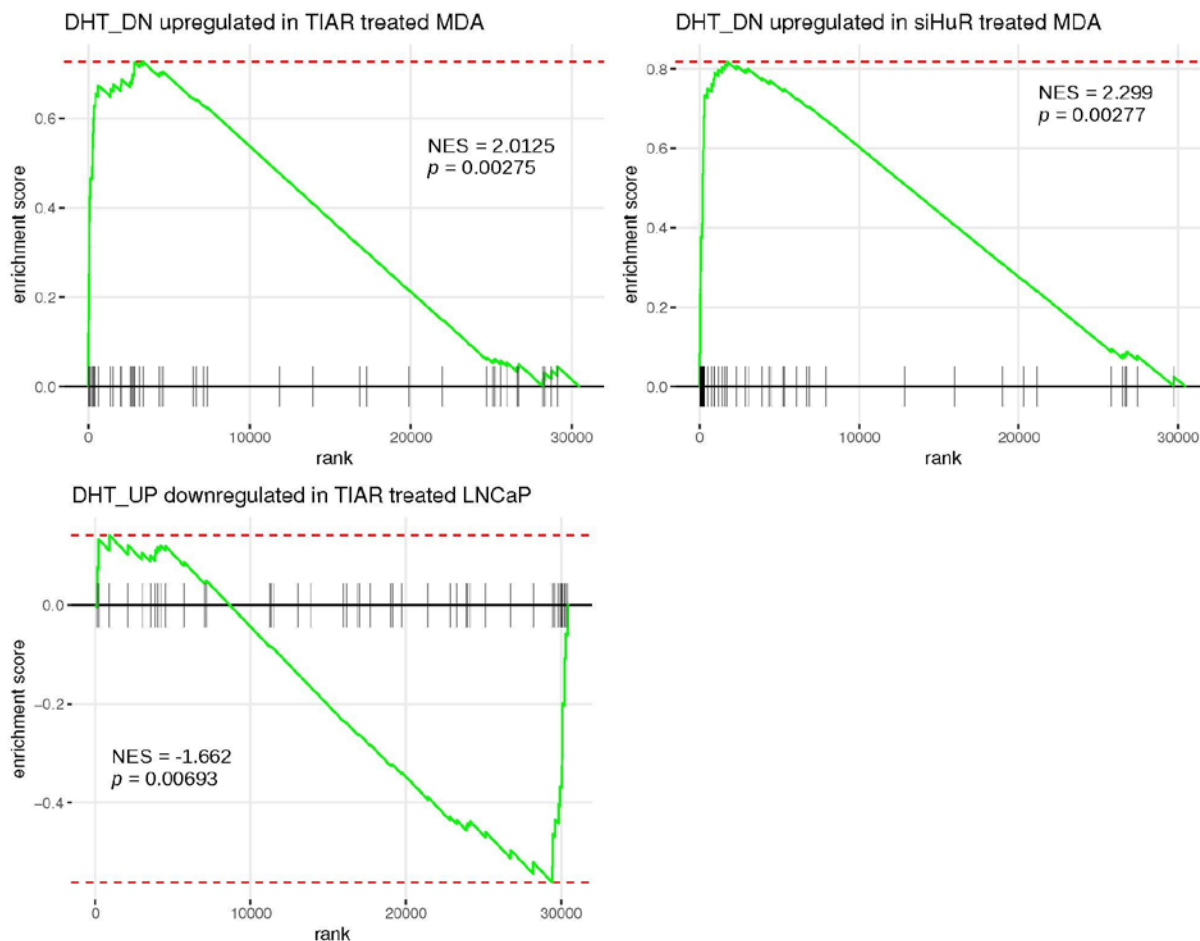 DHT_DN upregulated in TIAR treated MDA
enrichment score
0.6
0.4
0.2
0.0
NES = 2.0125
p = 0.00275
0 10000 20000 30000
rank
DHT_DN upregulated in siHuR treated MDA
enrichment score
0.8
0.6
0.4
0.2
0.0
NES = 2.299
p = 0.00277
0 10000 20000 30000
rank
DHT_UP downregulated in TIAR treated LNCaP
enrichment score
0.0
−0.2
−0.4
NES = -1.662
p = 0.00693
0 10000 20000 30000
rank